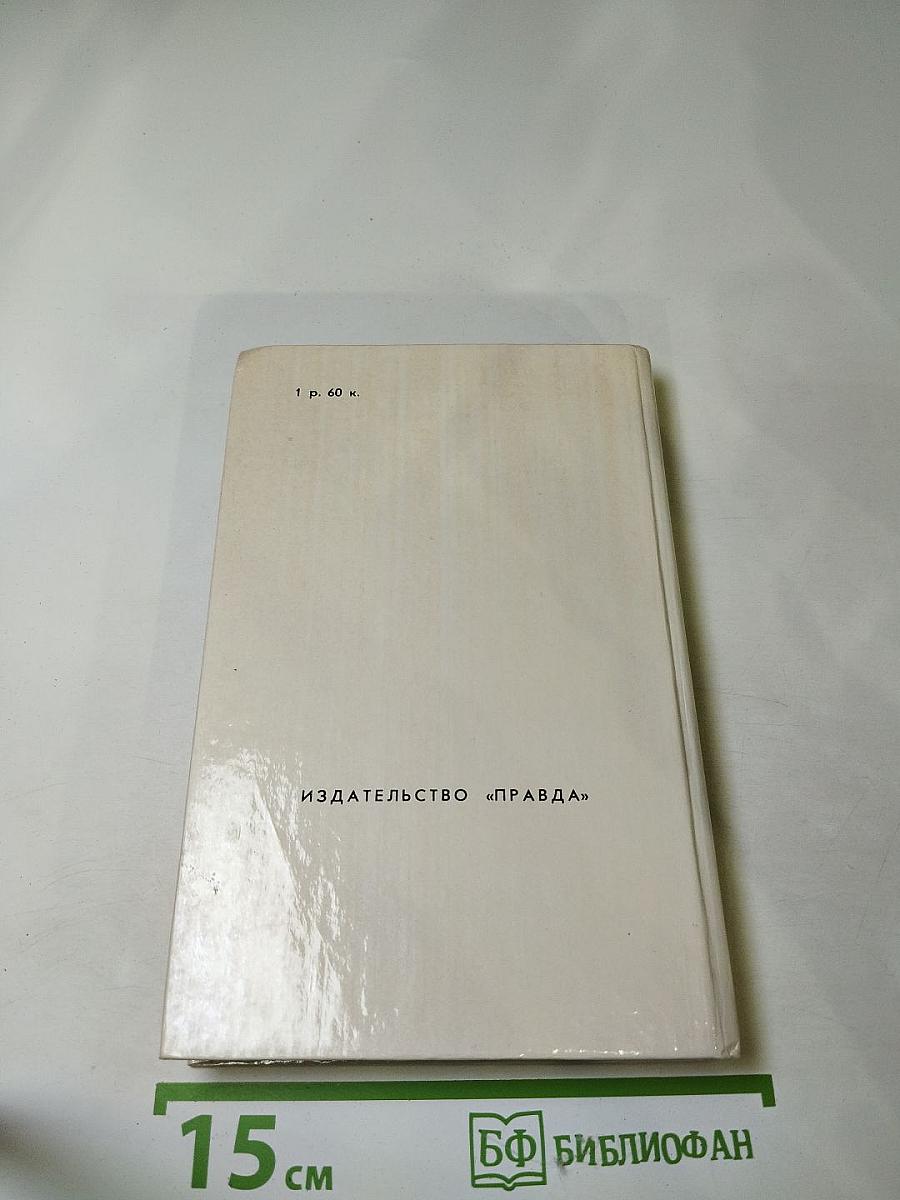 1 р. 60 к.
ИЗДАТЕЛЬСТВО «ПРАВДА»
15 см
БФ БИБЛИОФАН